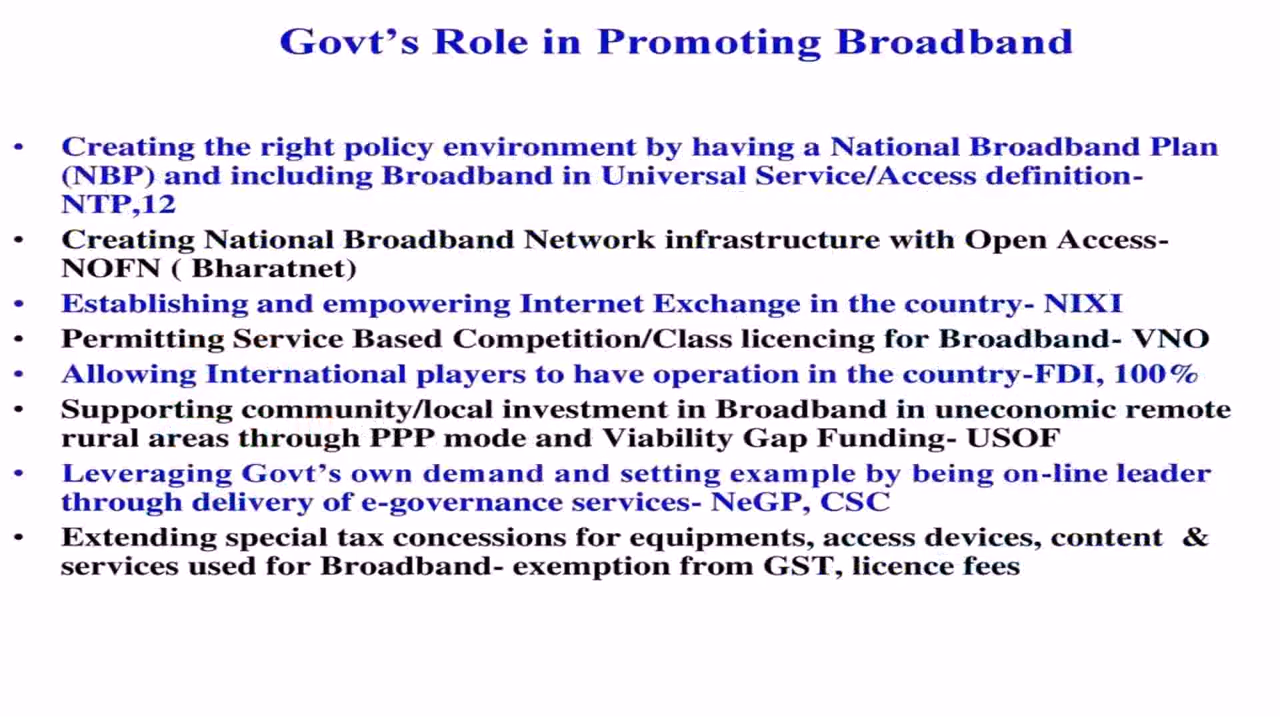 Govt's Role in Promoting Broadband
• Creating the right policy environment by having a National Broadband Plan
(NBP) and including Broadband in Universal Service/Access definition-
NTP,12
• Creating National Broadband Network infrastructure with Open Access-
NOFN ( Bharatnet)
• Establishing and empowering Internet Exchange in the country- NIXI
• Permitting Service Based Competition/Class licencing for Broadband- VNO
• Allowing International players to have operation in the country-FDI, 100%
• Supporting community/local investment in Broadband in uneconomic remote
rural areas through PPP mode and Viability Gap Funding- USOF
• Leveraging Govt's own demand and setting example by being on-line leader
through delivery of e-governance services- NeGP, CSC
• Extending special tax concessions for equipments, access devices, content & 
services used for Broadband- exemption from GST, licence fees